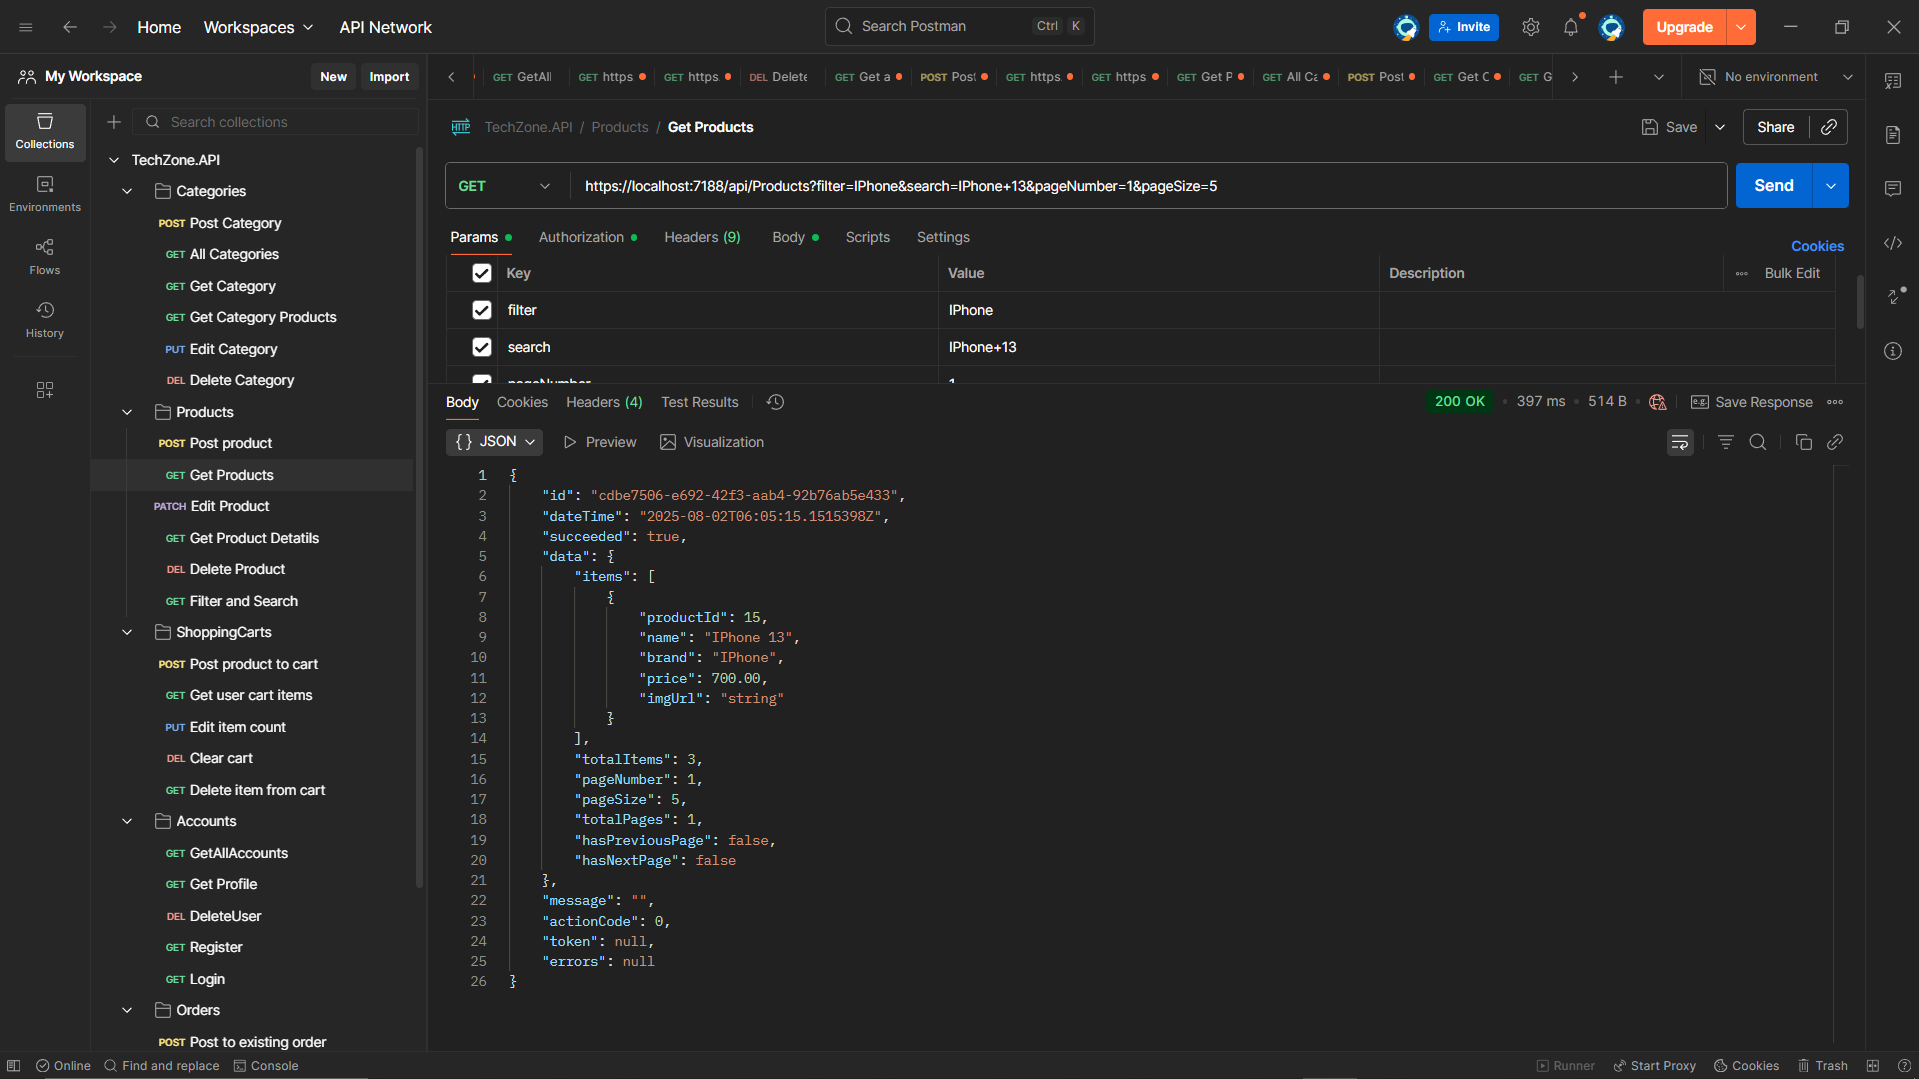 Home
Workspaces
API Network
Search Postman
Ctrl K
Invite
Upgrade
My Workspace
New
Import
GET GetAll
GET https
GET https
DEL Delete
GET Get a
POST Post
GET https
GET https
GET Get P
GET All Ca
POST Post
GET Get C
GET G
No environment
Collections
Environments
Flows
History
Search collections
TechZone.API
Categories
POST Post Category
GET All Categories
GET Get Category
GET Get Category Products
PUT Edit Category
DEL Delete Category
Products
POST Post product
GET Get Products
PATCH Edit Product
GET Get Product Detatils
DEL Delete Product
GET Filter and Search
ShoppingCarts
POST Post product to cart
GET Get user cart items
PUT Edit item count
DEL Clear cart
GET Delete item from cart
Accounts
GET GetAllAccounts
GET Get Profile
DEL DeleteUser
GET Register
GET Login
Orders
POST Post to existing order
HTTP TechZone.API / Products / Get Products
Save
Share
GET
https://localhost:7188/api/Products?filter=IPhone&search=IPhone+13&pageNumber=1&pageSize=5
Send
Params
Authorization
Headers (9)
Body
Scripts
Settings
Cookies
Key Value Description Bulk Edit
filter IPhone
search IPhone+13
pageNumber 1
Body
Cookies
Headers (4)
Test Results
200 OK
397 ms
514 B
e.g. Save Response
{} JSON
Preview
Visualization
1 {
2 "id": "cdbe7506-e692-42f3-aab4-92b76ab5e433",
3 "dateTime": "2025-08-02T06:05:15.1515398Z",
4 "succeeded": true,
5 "data": {
6 "items": [
7 {
8 "productId": 15,
9 "name": "IPhone 13",
10 "brand": "IPhone",
11 "price": 700.00,
12 "imgUrl": "string"
13 }
14 ],
15 "totalItems": 3,
16 "pageNumber": 1,
17 "pageSize": 5,
18 "totalPages": 1,
19 "hasPreviousPage": false,
20 "hasNextPage": false
21 },
22 "message": "",
23 "actionCode": 0,
24 "token": null,
25 "errors": null
26 }
Online
Find and replace
Console
Runner
Start Proxy
Cookies
Trash